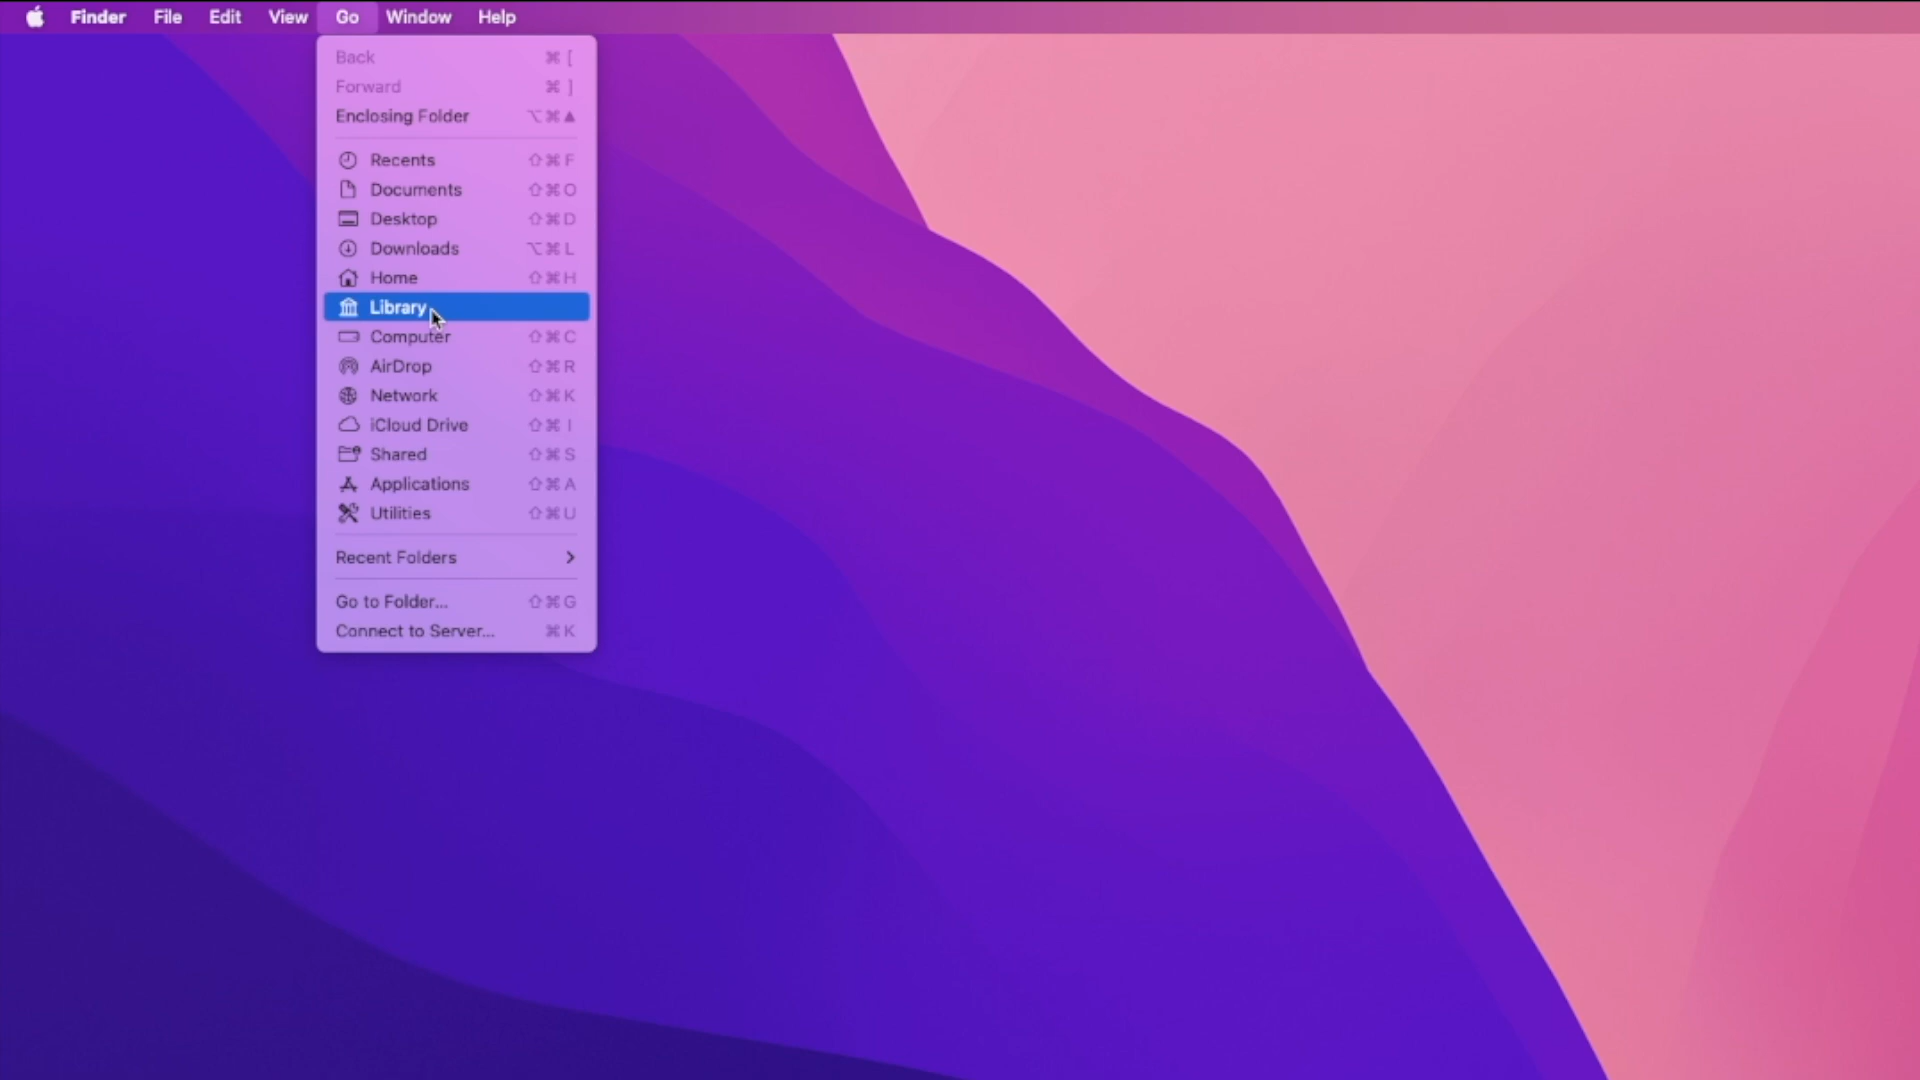 Finder File Edit View Go Window Help
Back ⌘ [
Forward ⌘ ]
Enclosing Folder ⌥⌘▲
Recents ⇧⌘F
Documents ⇧⌘O
Desktop ⇧⌘D
Downloads ⌥⌘L
Home ⇧⌘H
Library
Computer ⇧⌘C
AirDrop ⇧⌘R
Network ⇧⌘K
iCloud Drive ⇧⌘I
Shared ⇧⌘S
Applications ⇧⌘A
Utilities ⇧⌘U
Recent Folders
Go to Folder... ⇧⌘G
Connect to Server... ⌘K